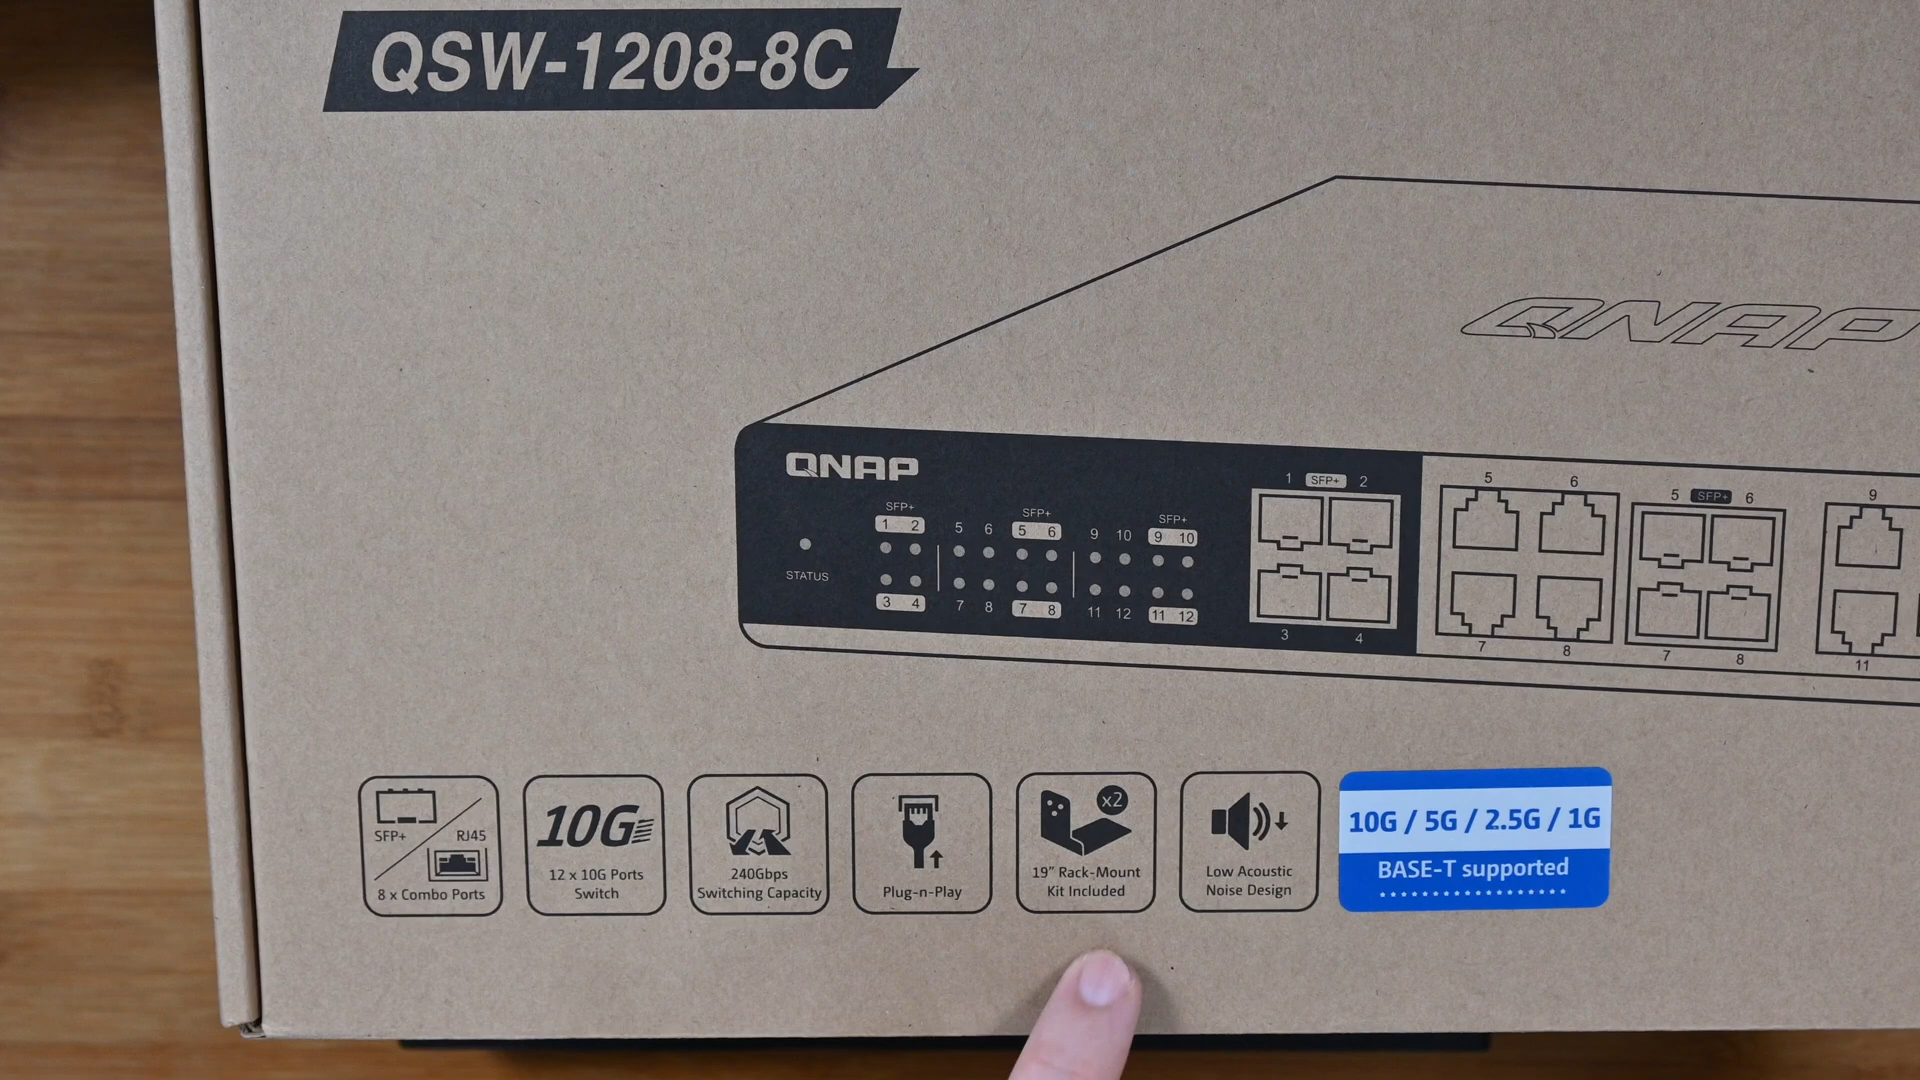 QSW-1208-8C
QNAP
QNAP
STATUS
SFP+
1 2
3 4
5 6
7 8
SFP+
5 6
7 8
9 10
11 12
SFP+
9 10
11 12
1 SFP+ 2
3 4
5 6
7 8
5 SFP+ 6
7 8
9
11
SFP+
RJ45
8 x Combo Ports
10G
12 x 10G Ports
Switch
240Gbps
Switching Capacity
Plug-n-Play
x2
19" Rack-Mount
Kit Included
Low Acoustic
Noise Design
10G / 5G / 2.5G / 1G
BASE-T supported